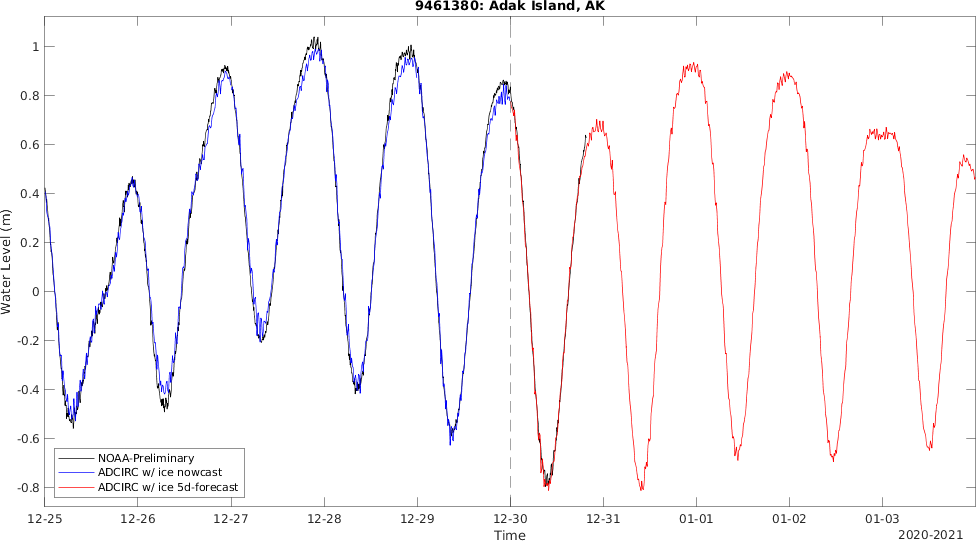 9461380: Adak Island, AK
Water Level (m)
1
0.8
0.6
0.4
0.2
0
-0.2
-0.4
-0.6
-0.8
NOAA-Preliminary
ADCIRC w/ ice nowcast
ADCIRC w/ ice 5d-forecast
12-25 12-26 12-27 12-28 12-29 12-30 12-31 01-01 01-02 01-03
Time
2020-2021